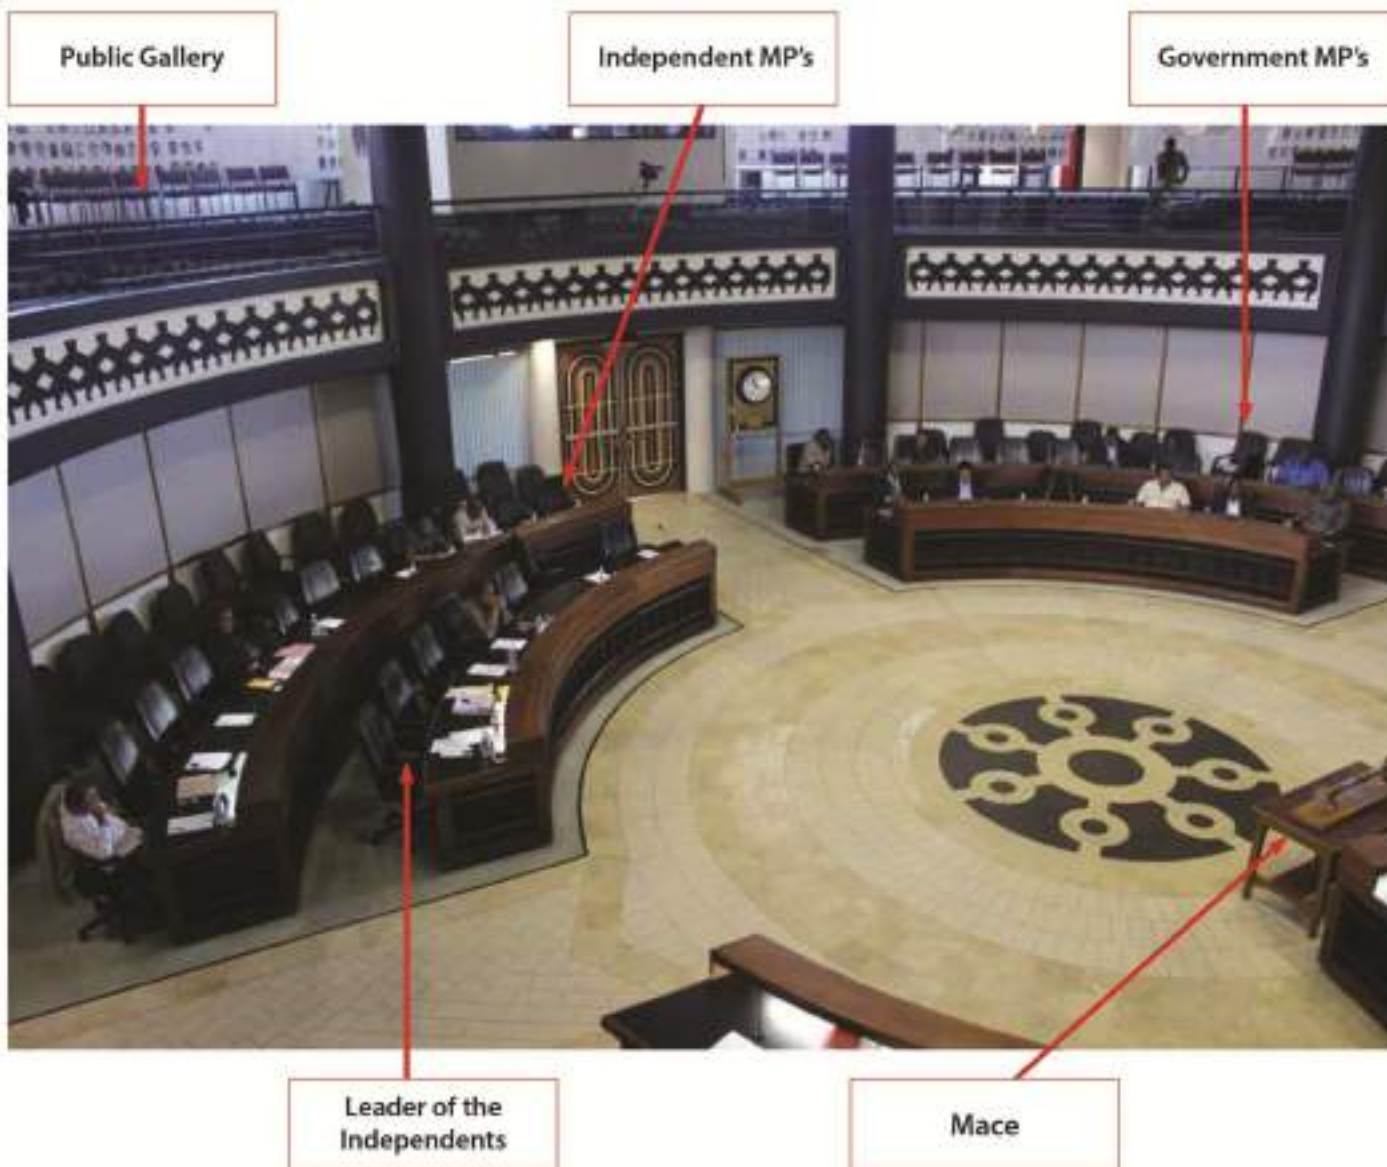 Public Gallery
Independent MP's
Government MP's
Leader of the
Independents
Mace